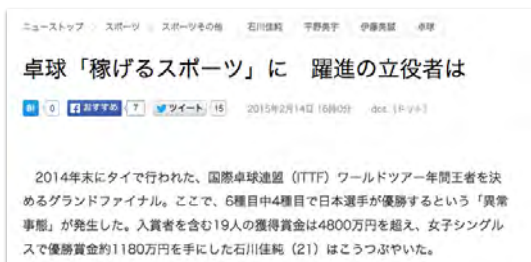 ニューストップ スポーツ スポーツその他 石川佳純 平野美宇 伊藤美誠 卓球
卓球「稼げるスポーツ」に 躍進の立役者は
B! 0 おすすめ 7 ツイート 15 2015年2月14日 16時0分 dot.（ドット）
2014年末にタイで行われた、国際卓球連盟（ITTF）ワールドツアー年間王者を決
めるグランドファイナル。ここで、6種目中4種目で日本選手が優勝するという「異常
事態」が発生した。入賞者を含む19人の獲得賞金は4800万円を超え、女子シングル
スで優勝賞金約1180万円を手にした石川佳純（21）はこうつぶやいた。